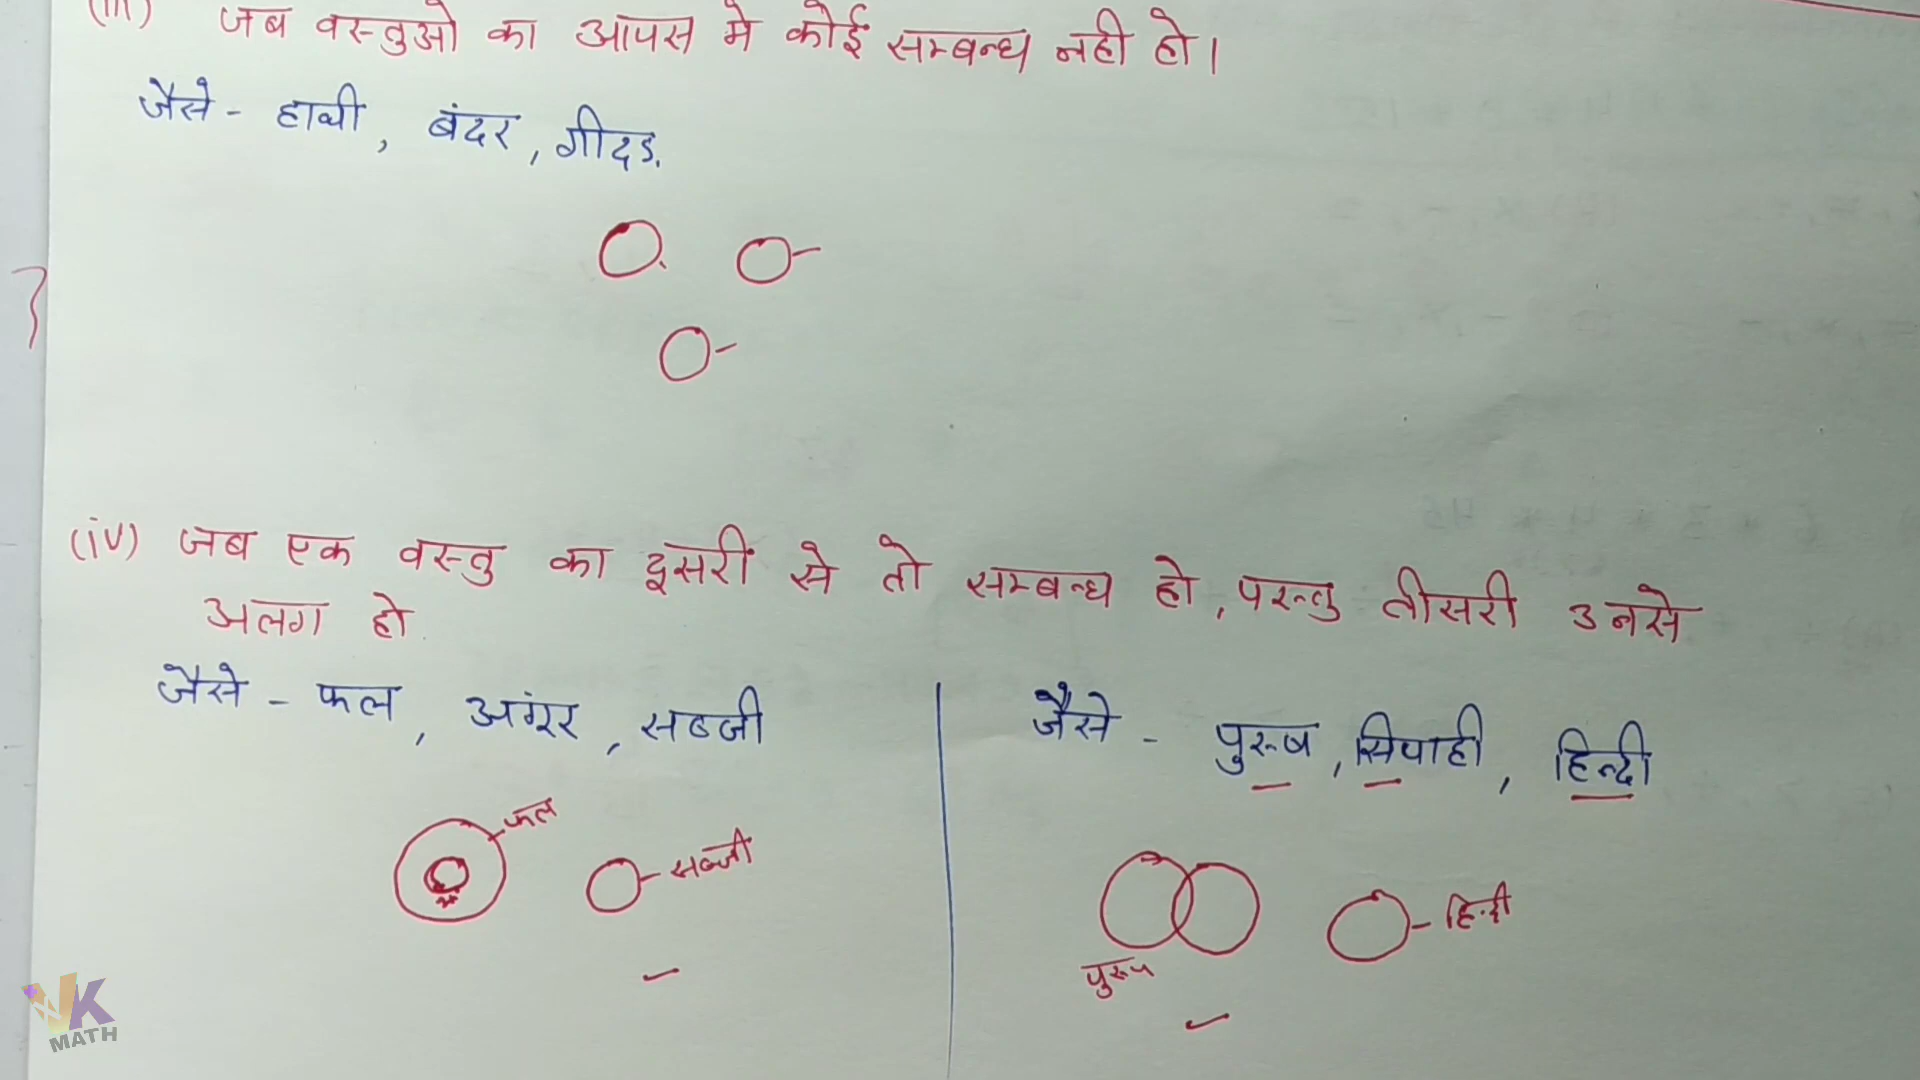 (iii) जब वस्तुओ का आपस मे कोई सम्बन्ध नही हो।
जैसे - हाथी, बंदर, गीदड.
(iv) जब एक वस्तु का दूसरी से तो सम्बन्ध हो, परन्तु तीसरी उनसे
अलग हो.
जैसे - फल, अंगूर, सब्जी
फल
सब्जी
जैसे - पुरूष, सिपाही, हिन्दी
पुरूष
हिन्दी
VK
MATH